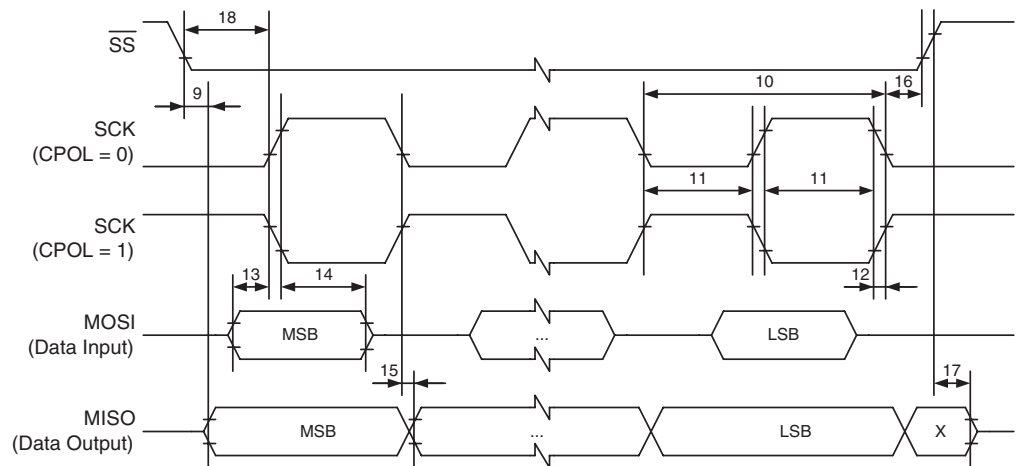 18
SS
10
9
16
SCK
(CPOL = 0)
11
11
SCK
(CPOL = 1)
13
14
12
MOSI
(Data Input)
MSB
...
LSB
15
17
MISO
(Data Output)
MSB
...
LSB
X